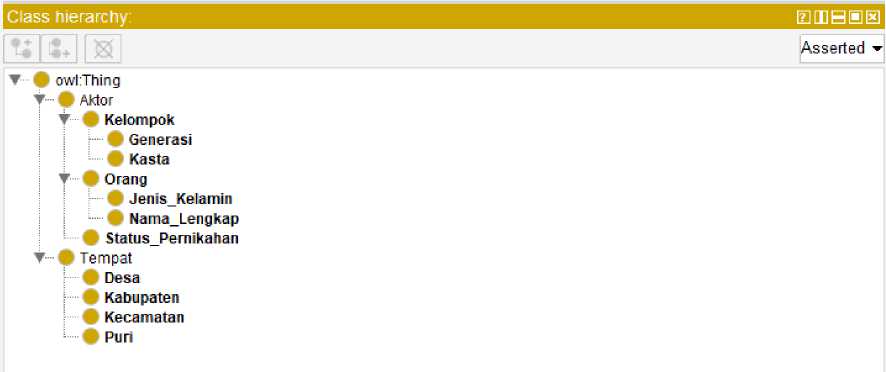 Class hierarchy:
Asserted
owl:Thing
Aktor
Kelompok
Generasi
Kasta
Orang
Jenis_Kelamin
Nama_Lengkap
Status_Pernikahan
Tempat
Desa
Kabupaten
Kecamatan
Puri